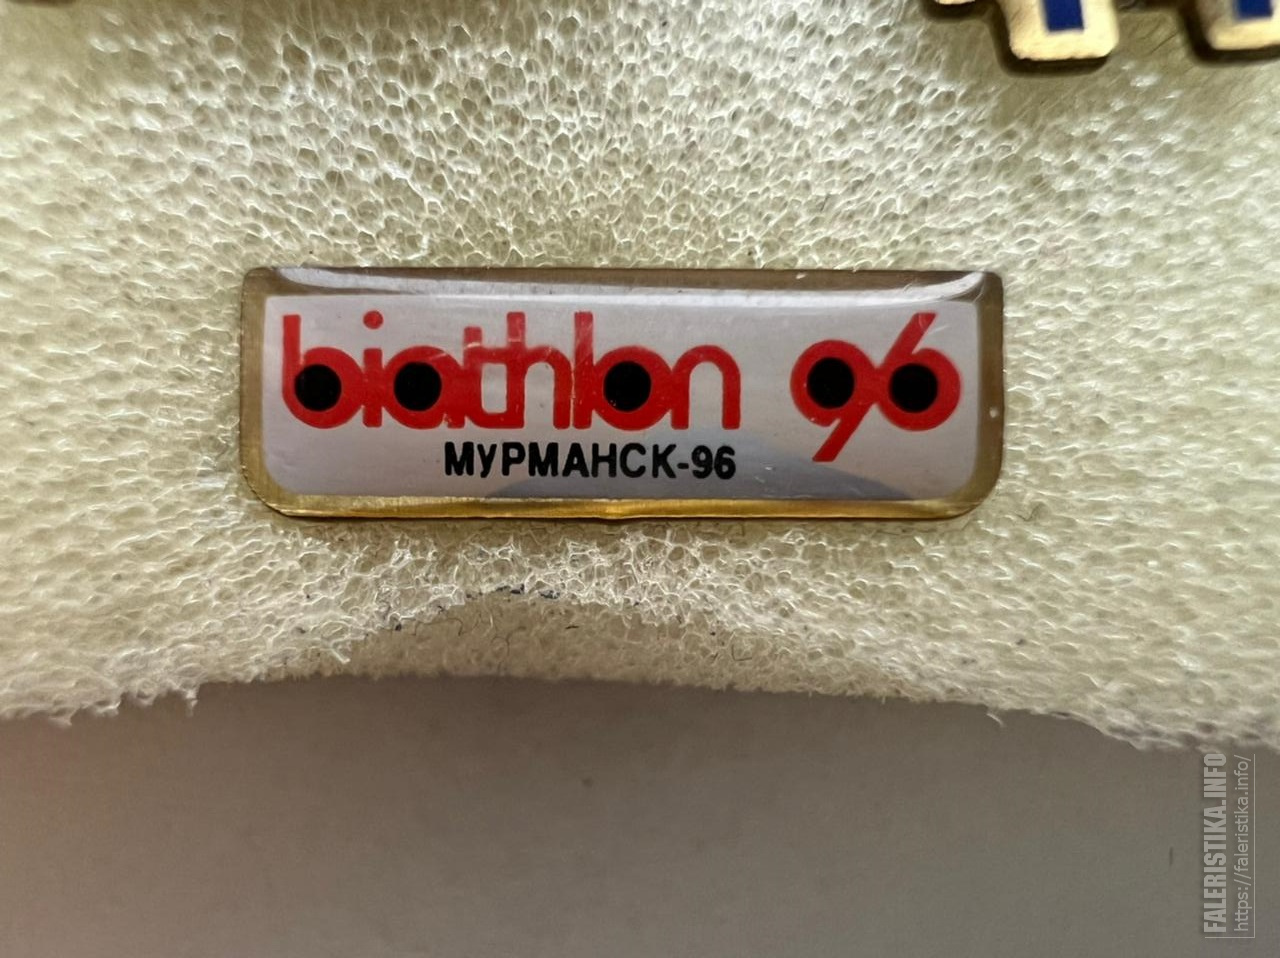 biathlon 96
МУРМАНСК-96
FALERISTIKA.INFO
https://faleristika.info/